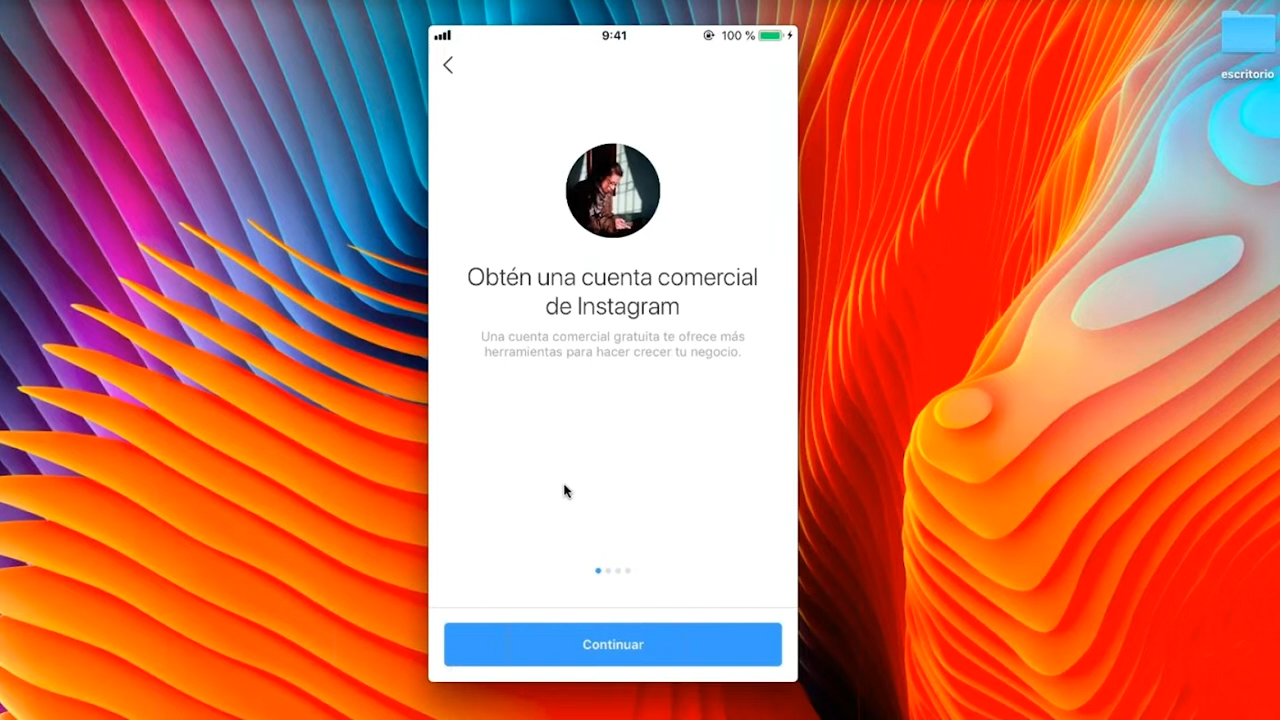 9:41
100 %
escritorio
Obtén una cuenta comercial
de Instagram
Una cuenta comercial gratuita te ofrece más
herramientas para hacer crecer tu negocio.
Continuar